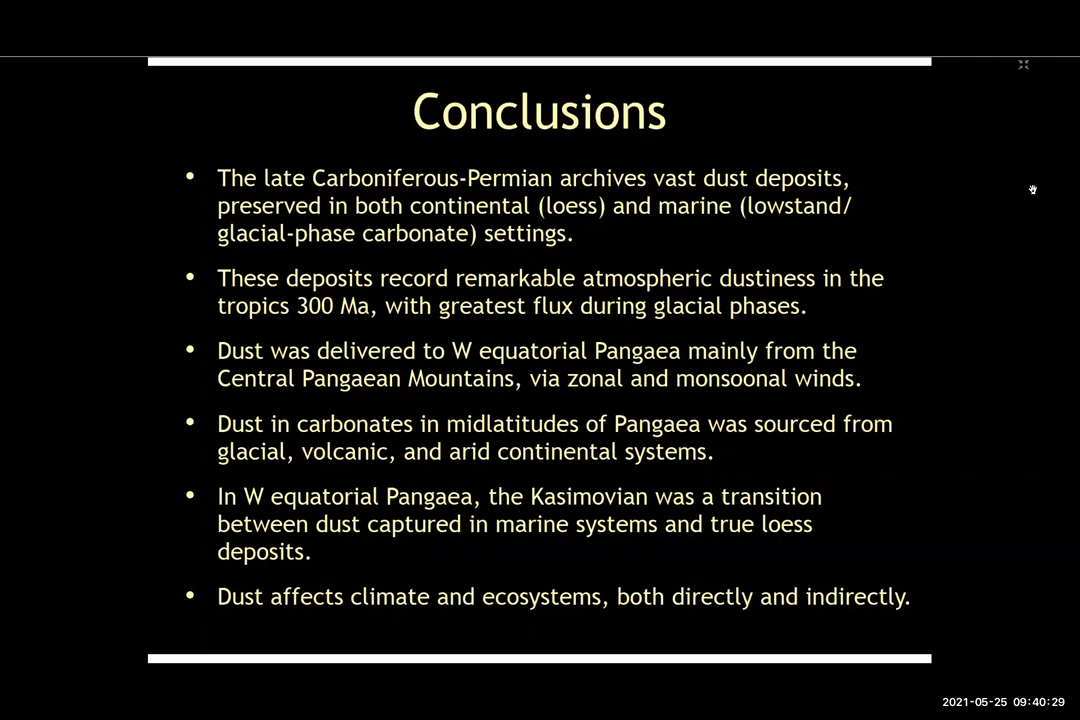 Conclusions
• The late Carboniferous-Permian archives vast dust deposits,
preserved in both continental (loess) and marine (lowstand/
glacial-phase carbonate) settings.
• These deposits record remarkable atmospheric dustiness in the
tropics 300 Ma, with greatest flux during glacial phases.
• Dust was delivered to W equatorial Pangaea mainly from the
Central Pangaean Mountains, via zonal and monsoonal winds.
• Dust in carbonates in midlatitudes of Pangaea was sourced from
glacial, volcanic, and arid continental systems.
• In W equatorial Pangaea, the Kasimovian was a transition
between dust captured in marine systems and true loess
deposits.
• Dust affects climate and ecosystems, both directly and indirectly.
2021-05-25 09:40:29